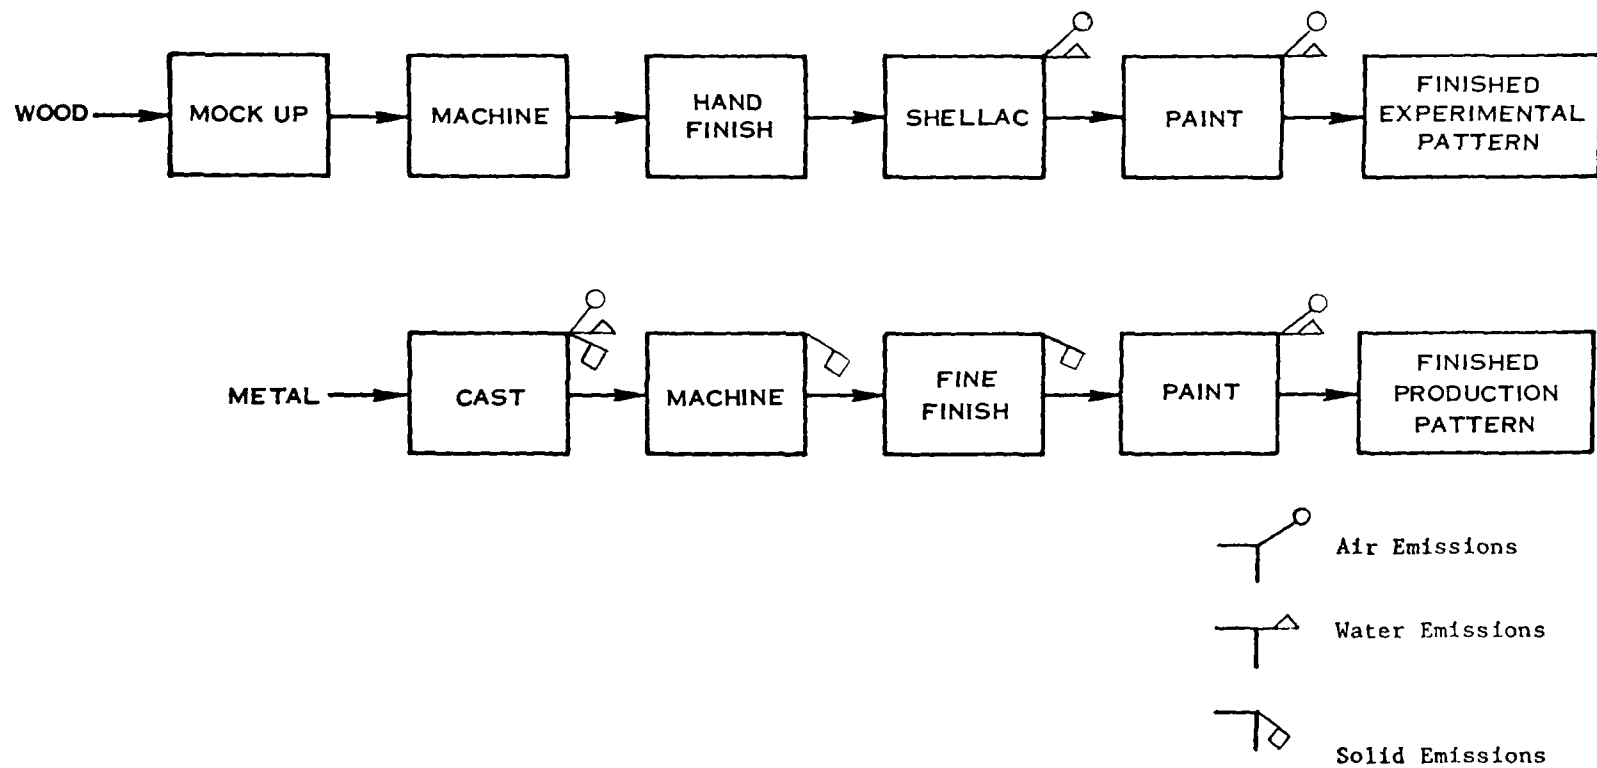 WOOD
MOCK UP
MACHINE
HAND
FINISH
SHELLAC
PAINT
FINISHED
EXPERIMENTAL
PATTERN
METAL
CAST
MACHINE
FINE
FINISH
PAINT
FINISHED
PRODUCTION
PATTERN
Air Emissions
Water Emissions
Solid Emissions